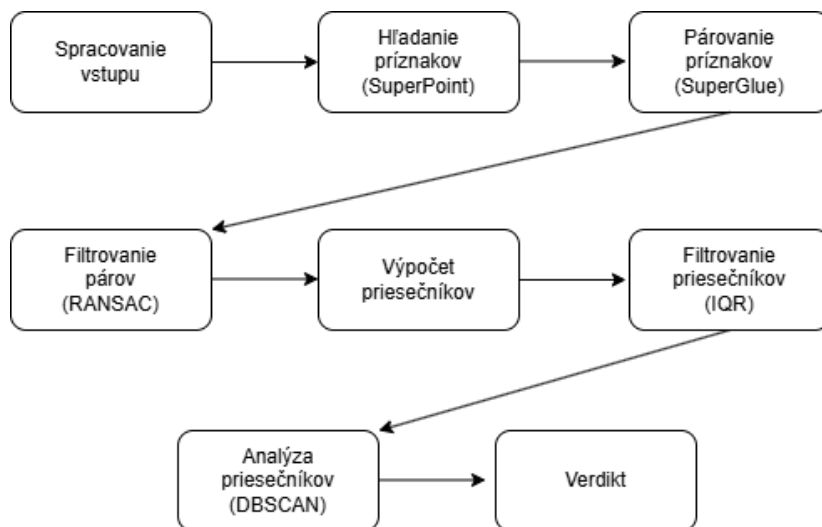 Spracovanie
vstupu
Hľadanie
príznakov
(SuperPoint)
Párovanie
príznakov
(SuperGlue)
Filtrovanie
párov
(RANSAC)
Výpočet
priesečníkov
Filtrovanie
priesečníkov
(IQR)
Analýza
priesečníkov
(DBSCAN)
Verdikt